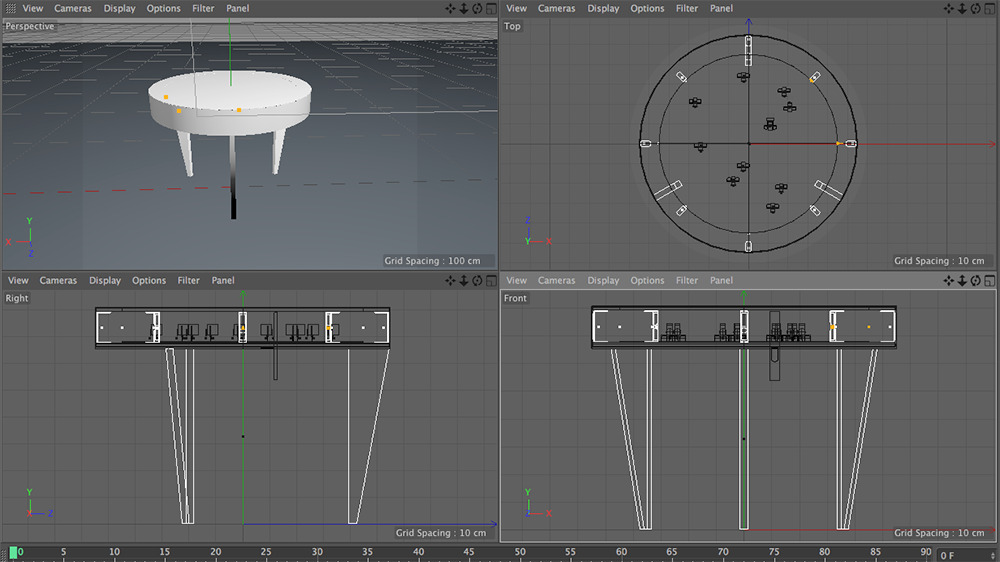 View Cameras Display Options Filter Panel
Perspective
Y
X
Z
Grid Spacing : 100 cm
View Cameras Display Options Filter Panel
Top
Z
Y X
Grid Spacing : 10 cm
View Cameras Display Options Filter Panel
Right
Y
X Z
Grid Spacing : 10 cm
View Cameras Display Options Filter Panel
Front
Y
Z X
Grid Spacing : 10 cm
0 5 10 15 20 25 30 35 40 45 50 55 60 65 70 75 80 85 90 0 F